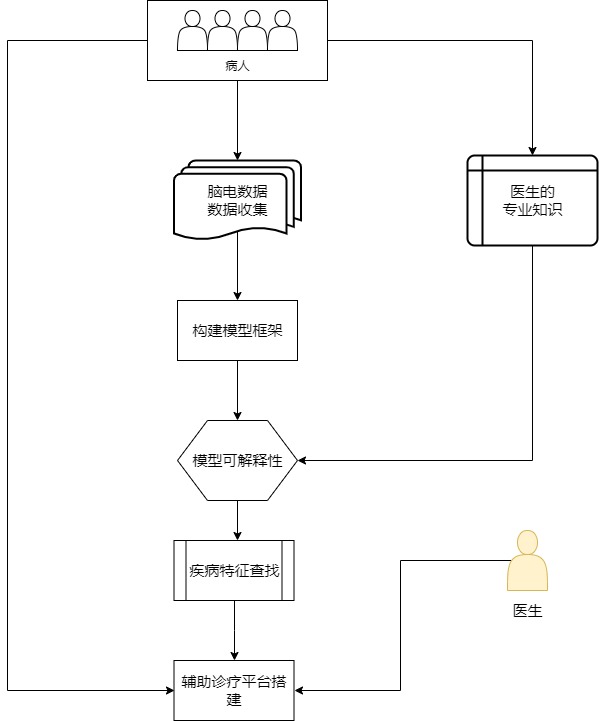 病人
脑电数据
数据收集
医生的
专业知识
构建模型框架
模型可解释性
疾病特征查找
医生
辅助诊疗平台搭
建